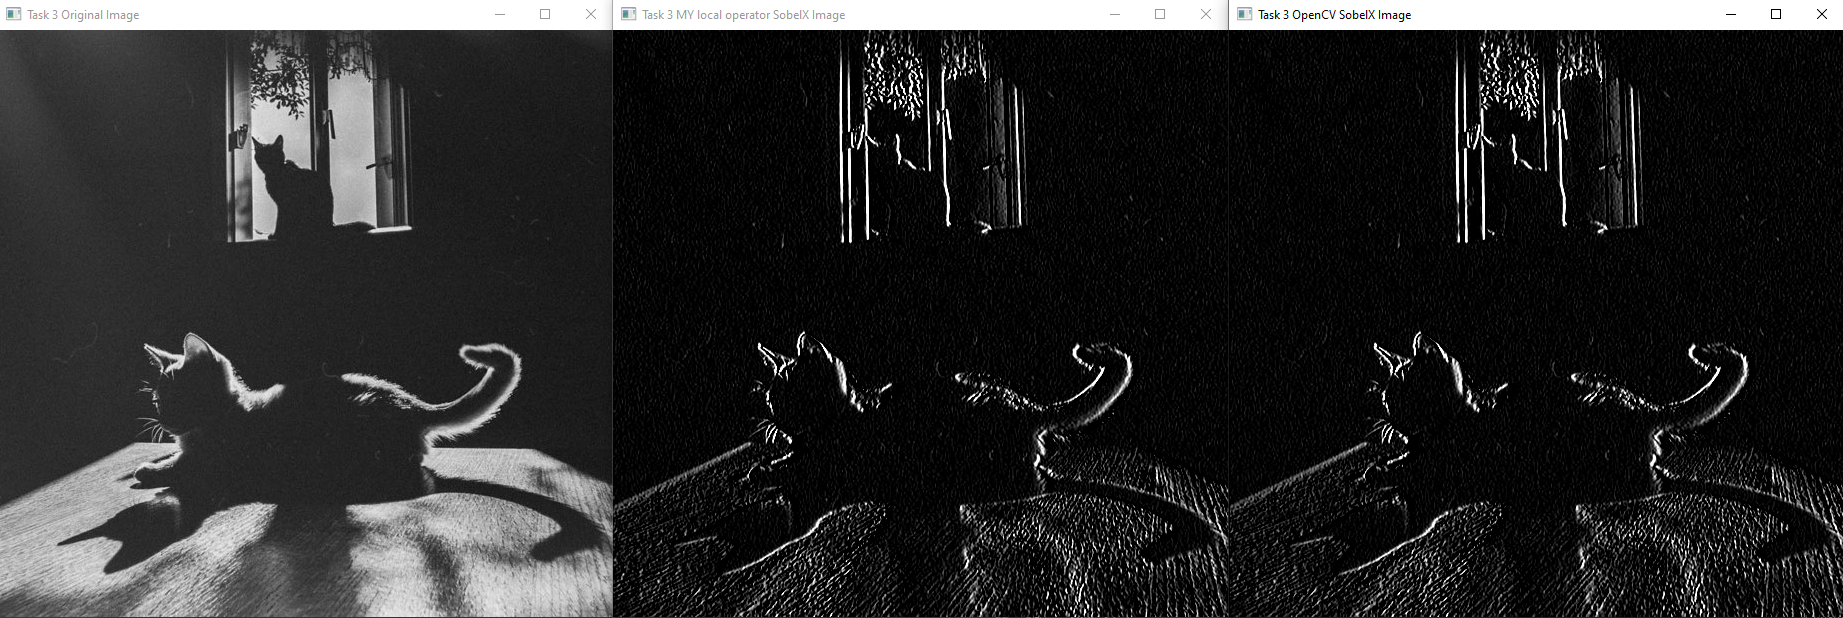 Task 3 Original Image
Task 3 MY local operator SobelX Image
Task 3 OpenCV SobelX Image